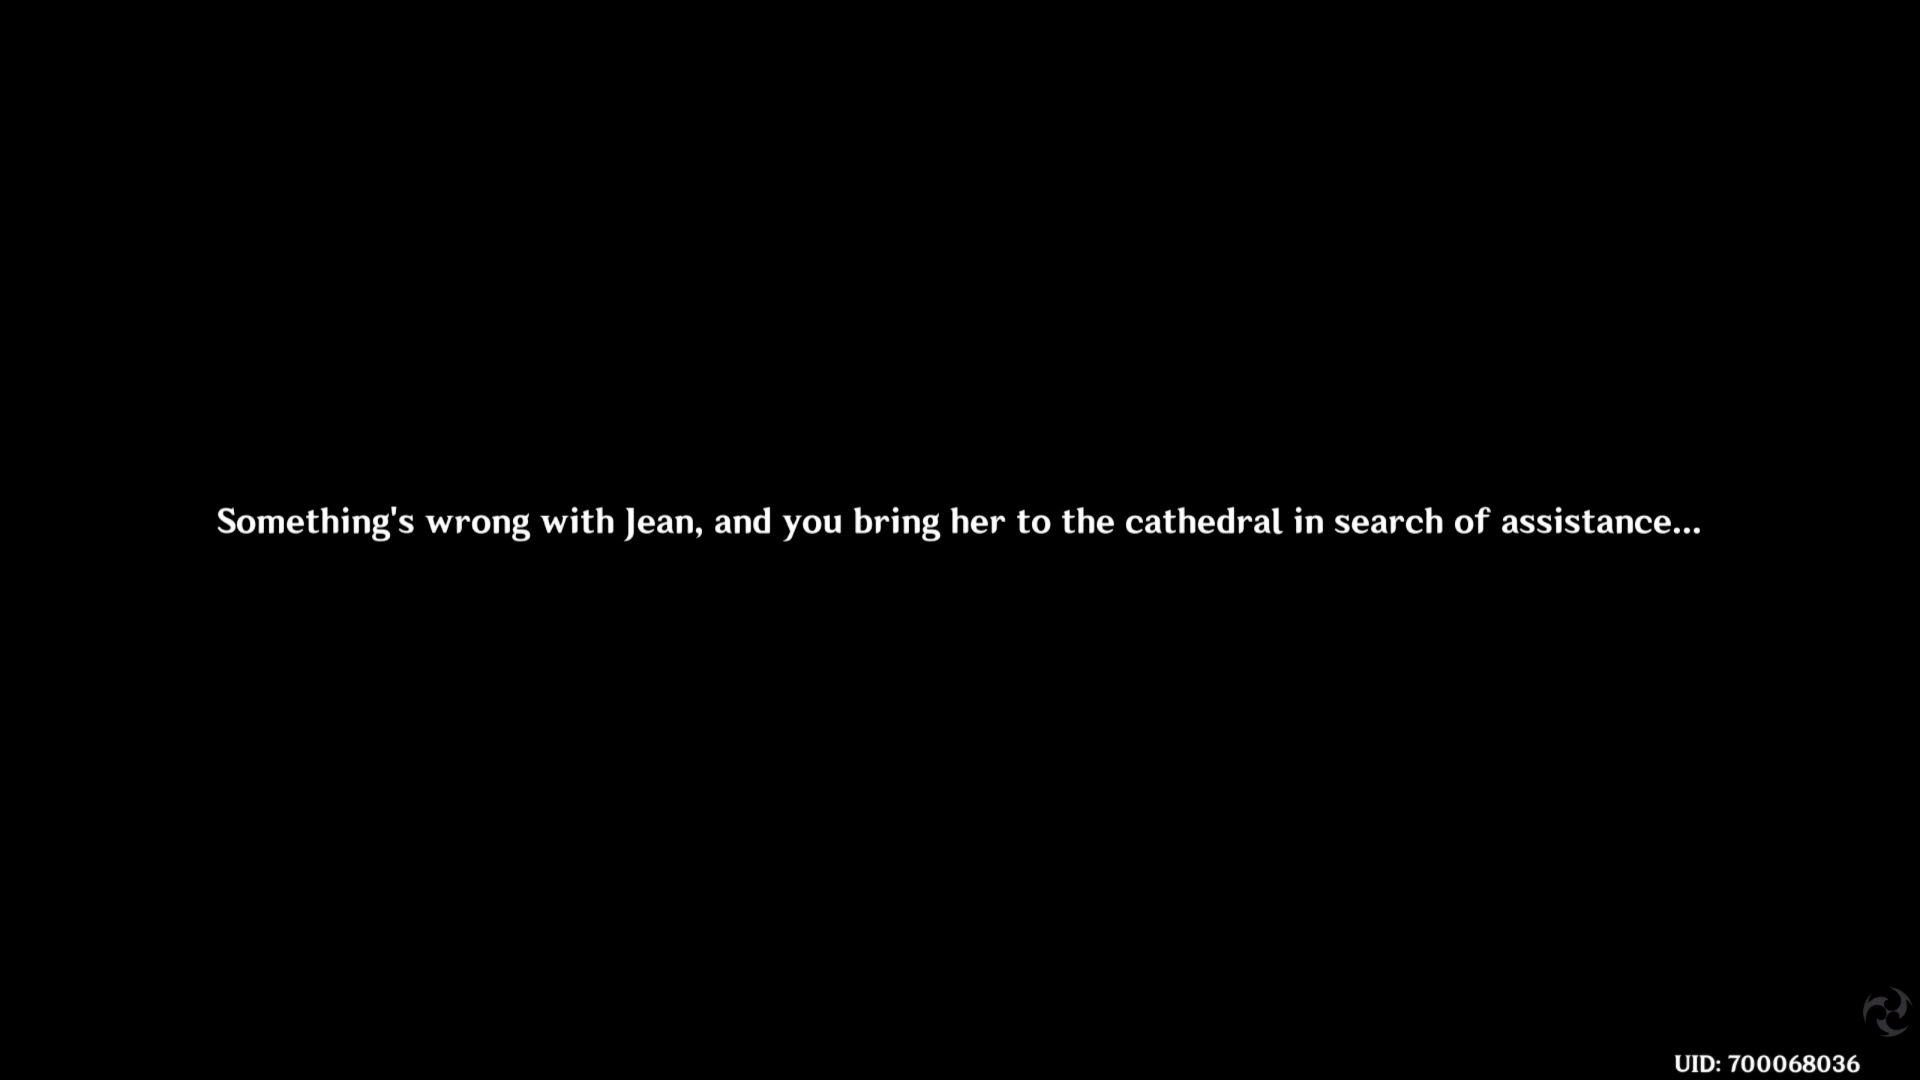 Something's wrong with Jean, and you bring her to the cathedral in search of assistance...
UID: 700068036